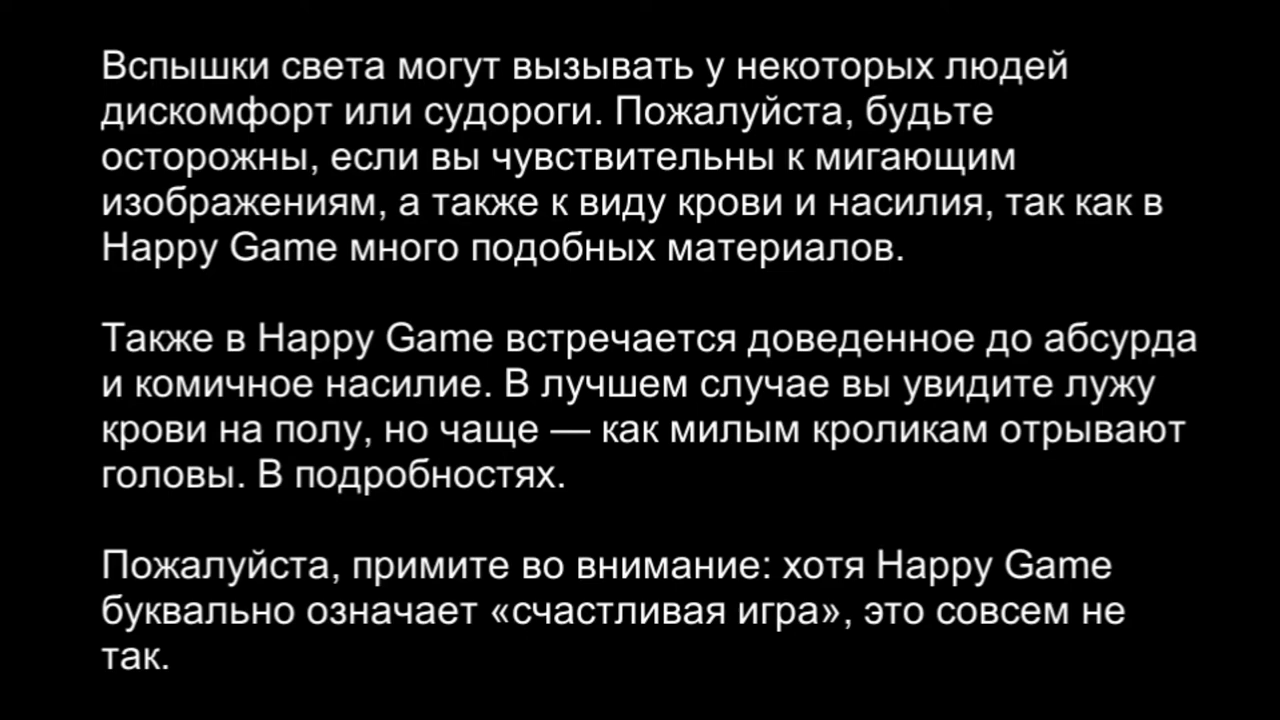 Вспышки света могут вызывать у некоторых людей
дискомфорт или судороги. Пожалуйста, будьте
осторожны, если вы чувствительны к мигающим
изображениям, а также к виду крови и насилия, так как в
Happy Game много подобных материалов.
Также в Happy Game встречается доведенное до абсурда
и комичное насилие. В лучшем случае вы увидите лужу
крови на полу, но чаще — как милым кроликам отрывают
головы. В подробностях.
Пожалуйста, примите во внимание: хотя Happy Game
буквально означает «счастливая игра», это совсем не
так.